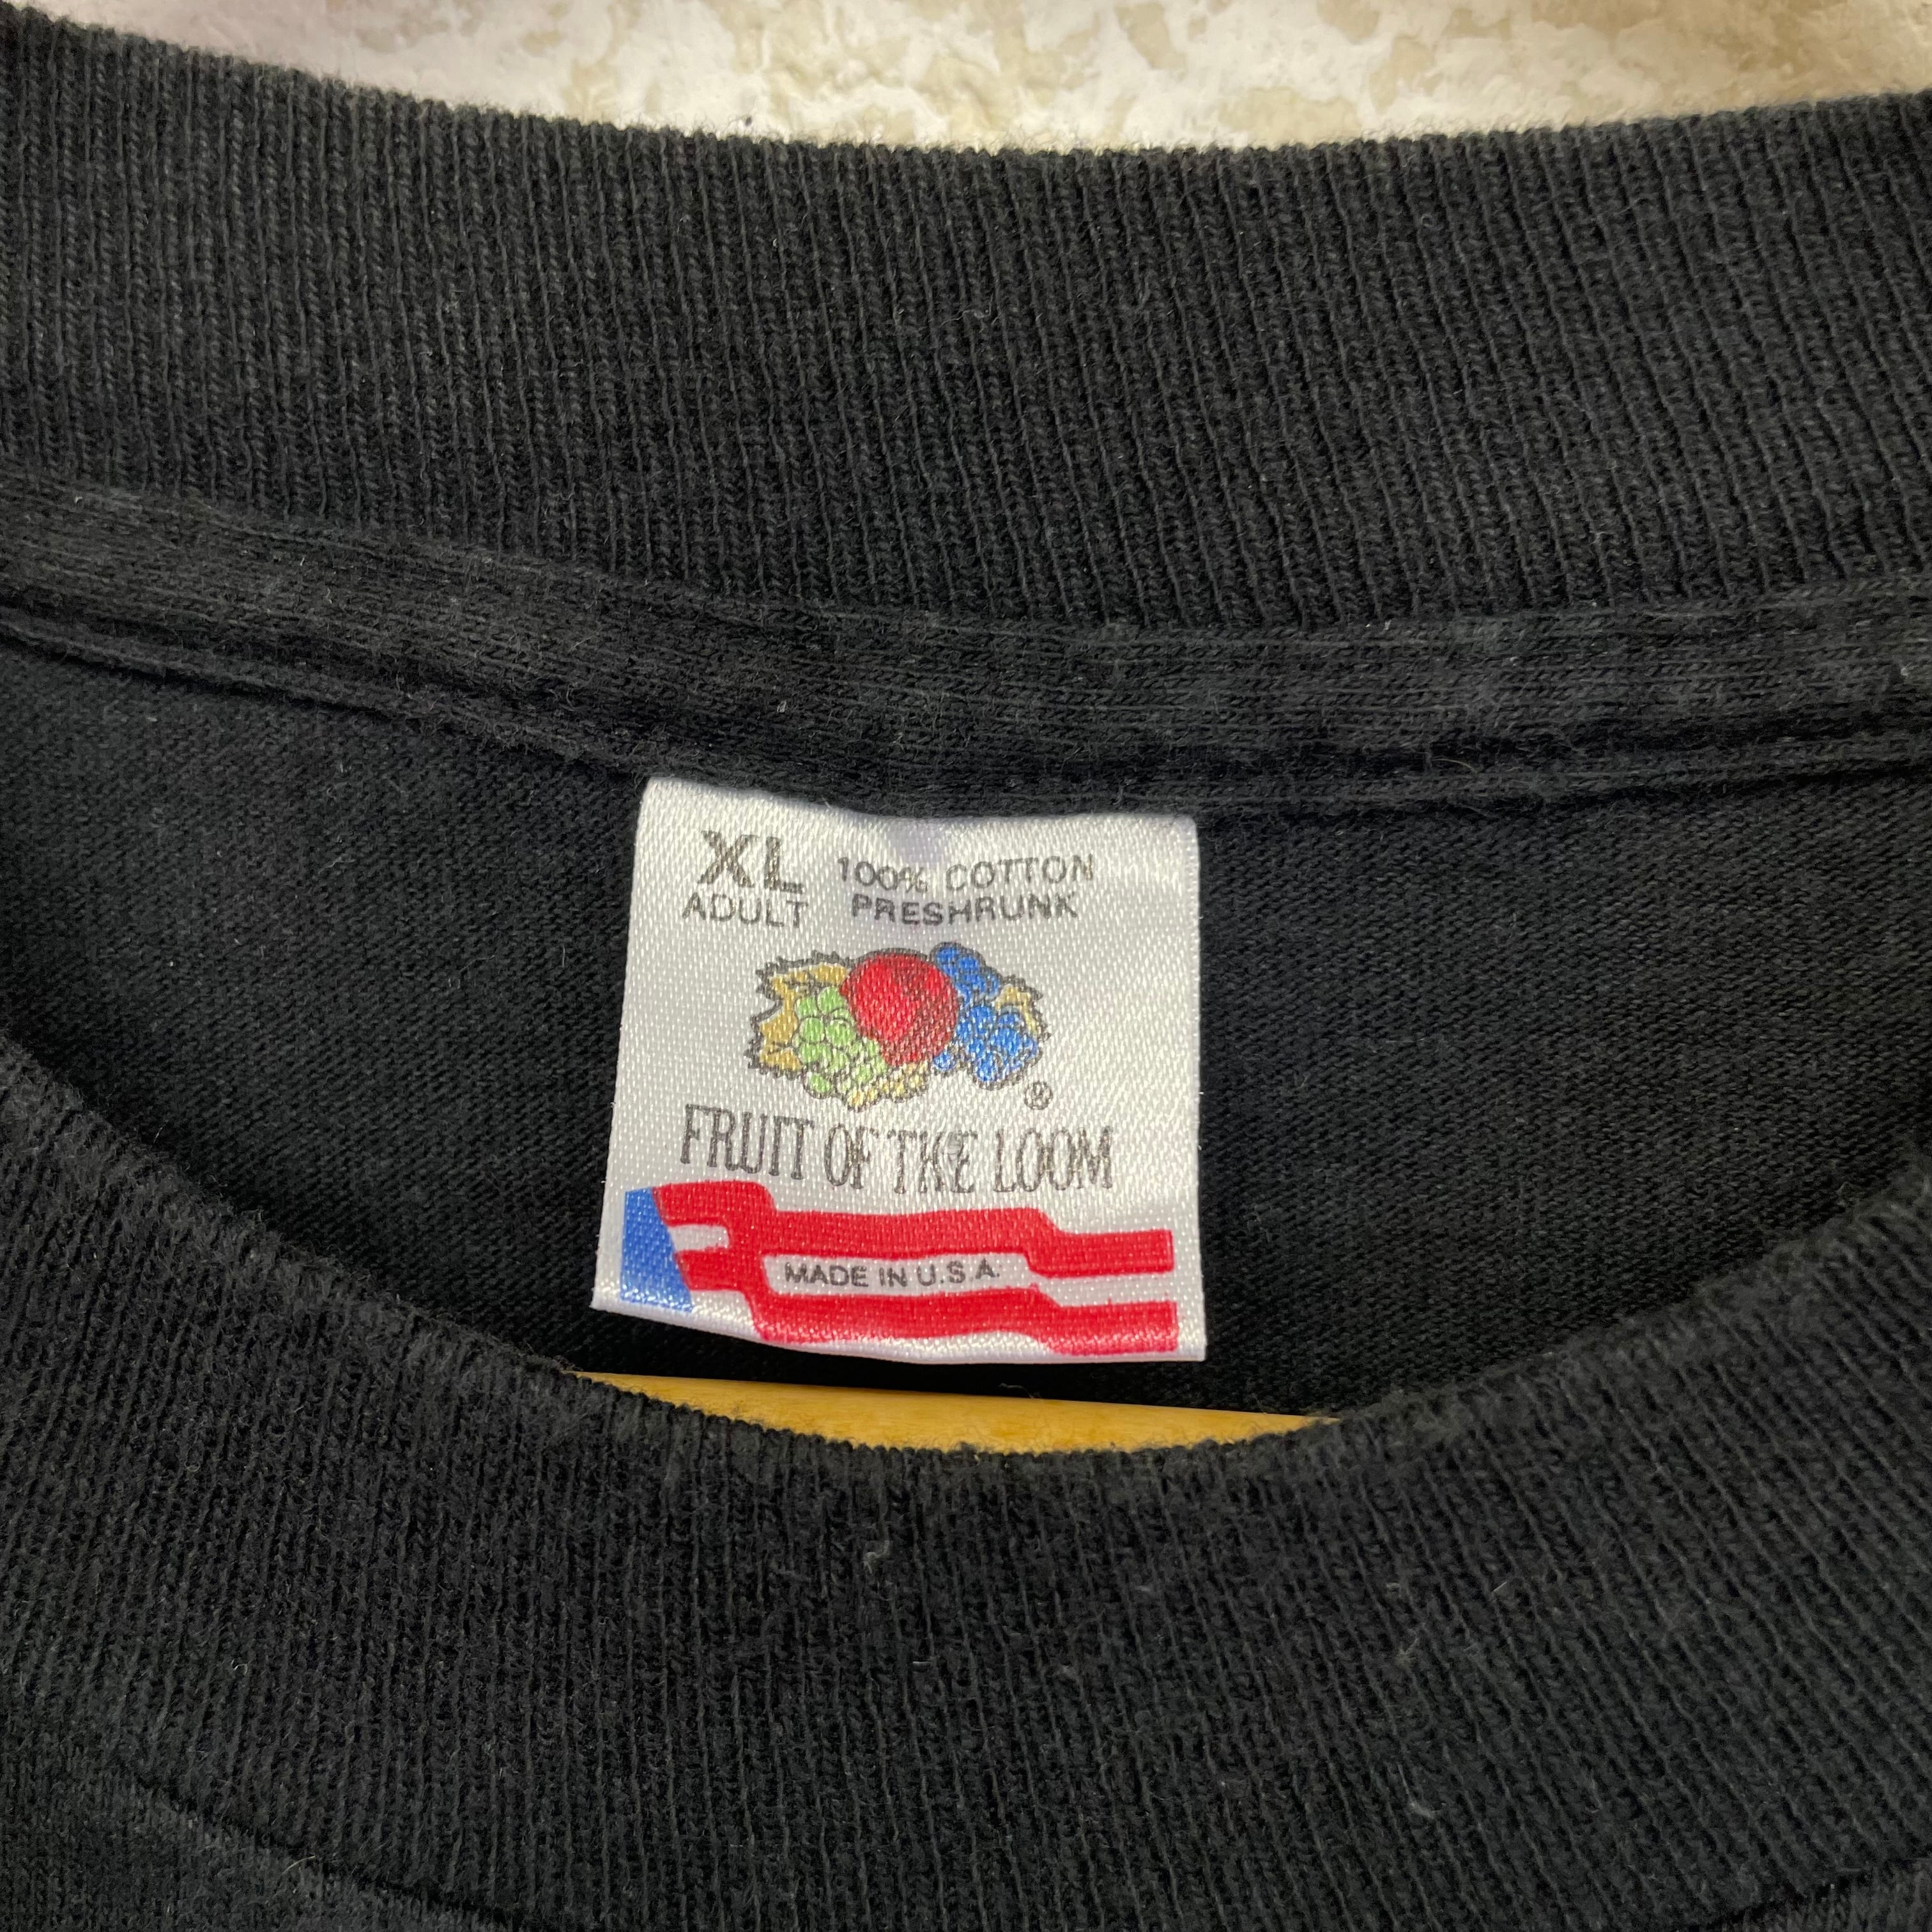 XL 100% COTTON
ADULT PRESHRUNK
®
FRUIT OF THE LOOM
MADE IN U.S.A.